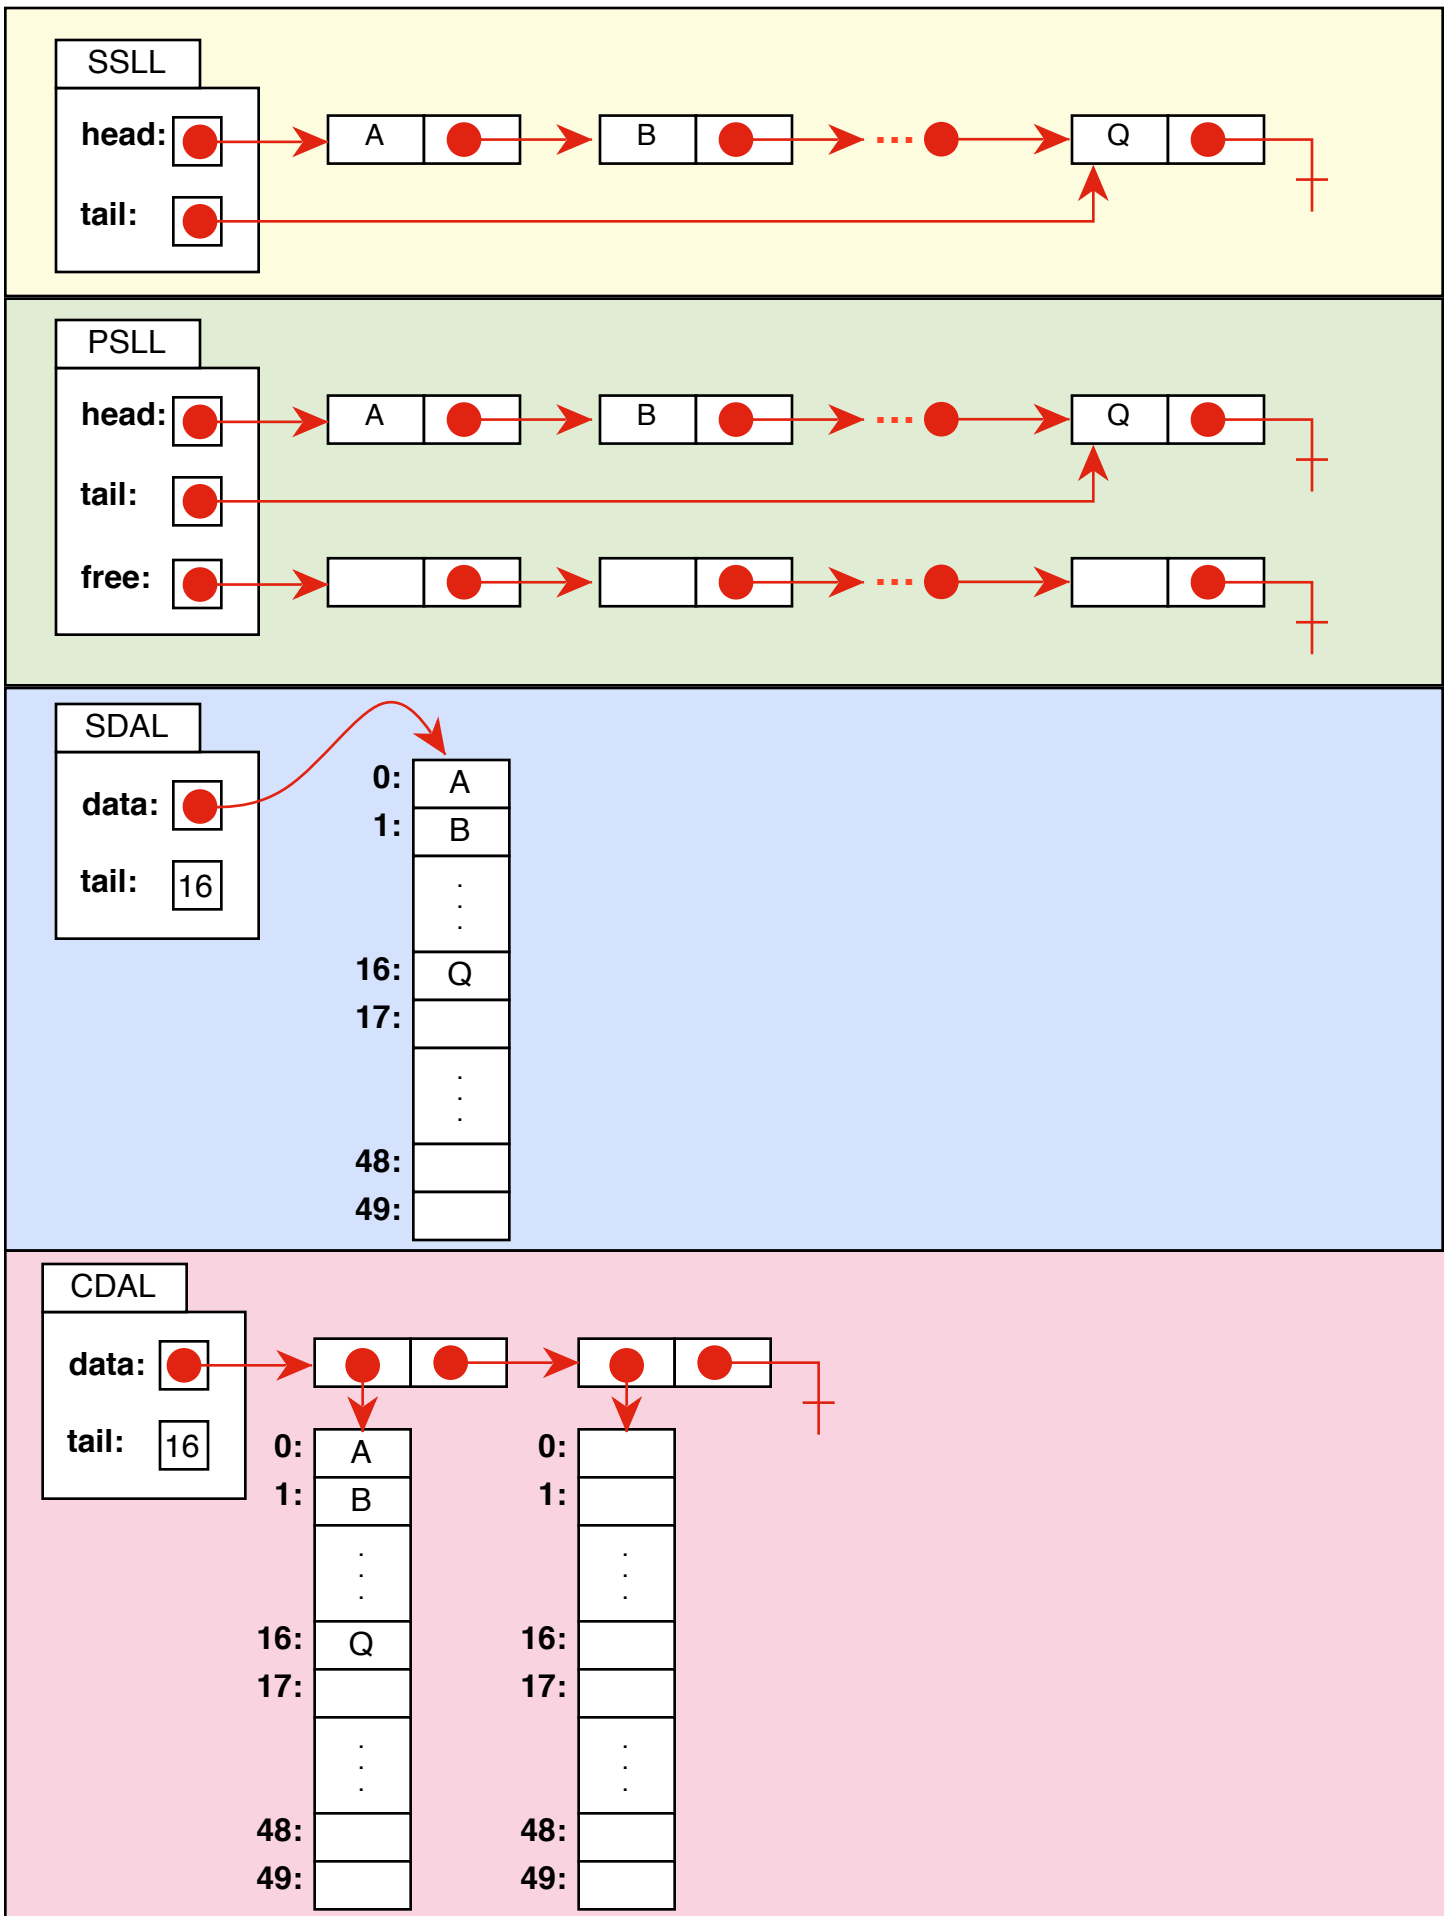 SSLL
head: A B ... Q
tail:
PSLL
head: A B ... Q
tail:
free: ...
SDAL
data:
tail: 16
0: A
1: B
...
16: Q
17:
...
48:
49:
CDAL
data:
tail: 16
0: A 0:
1: B 1:
... ...
16: Q 16:
17: 17:
... ...
48: 48:
49: 49: